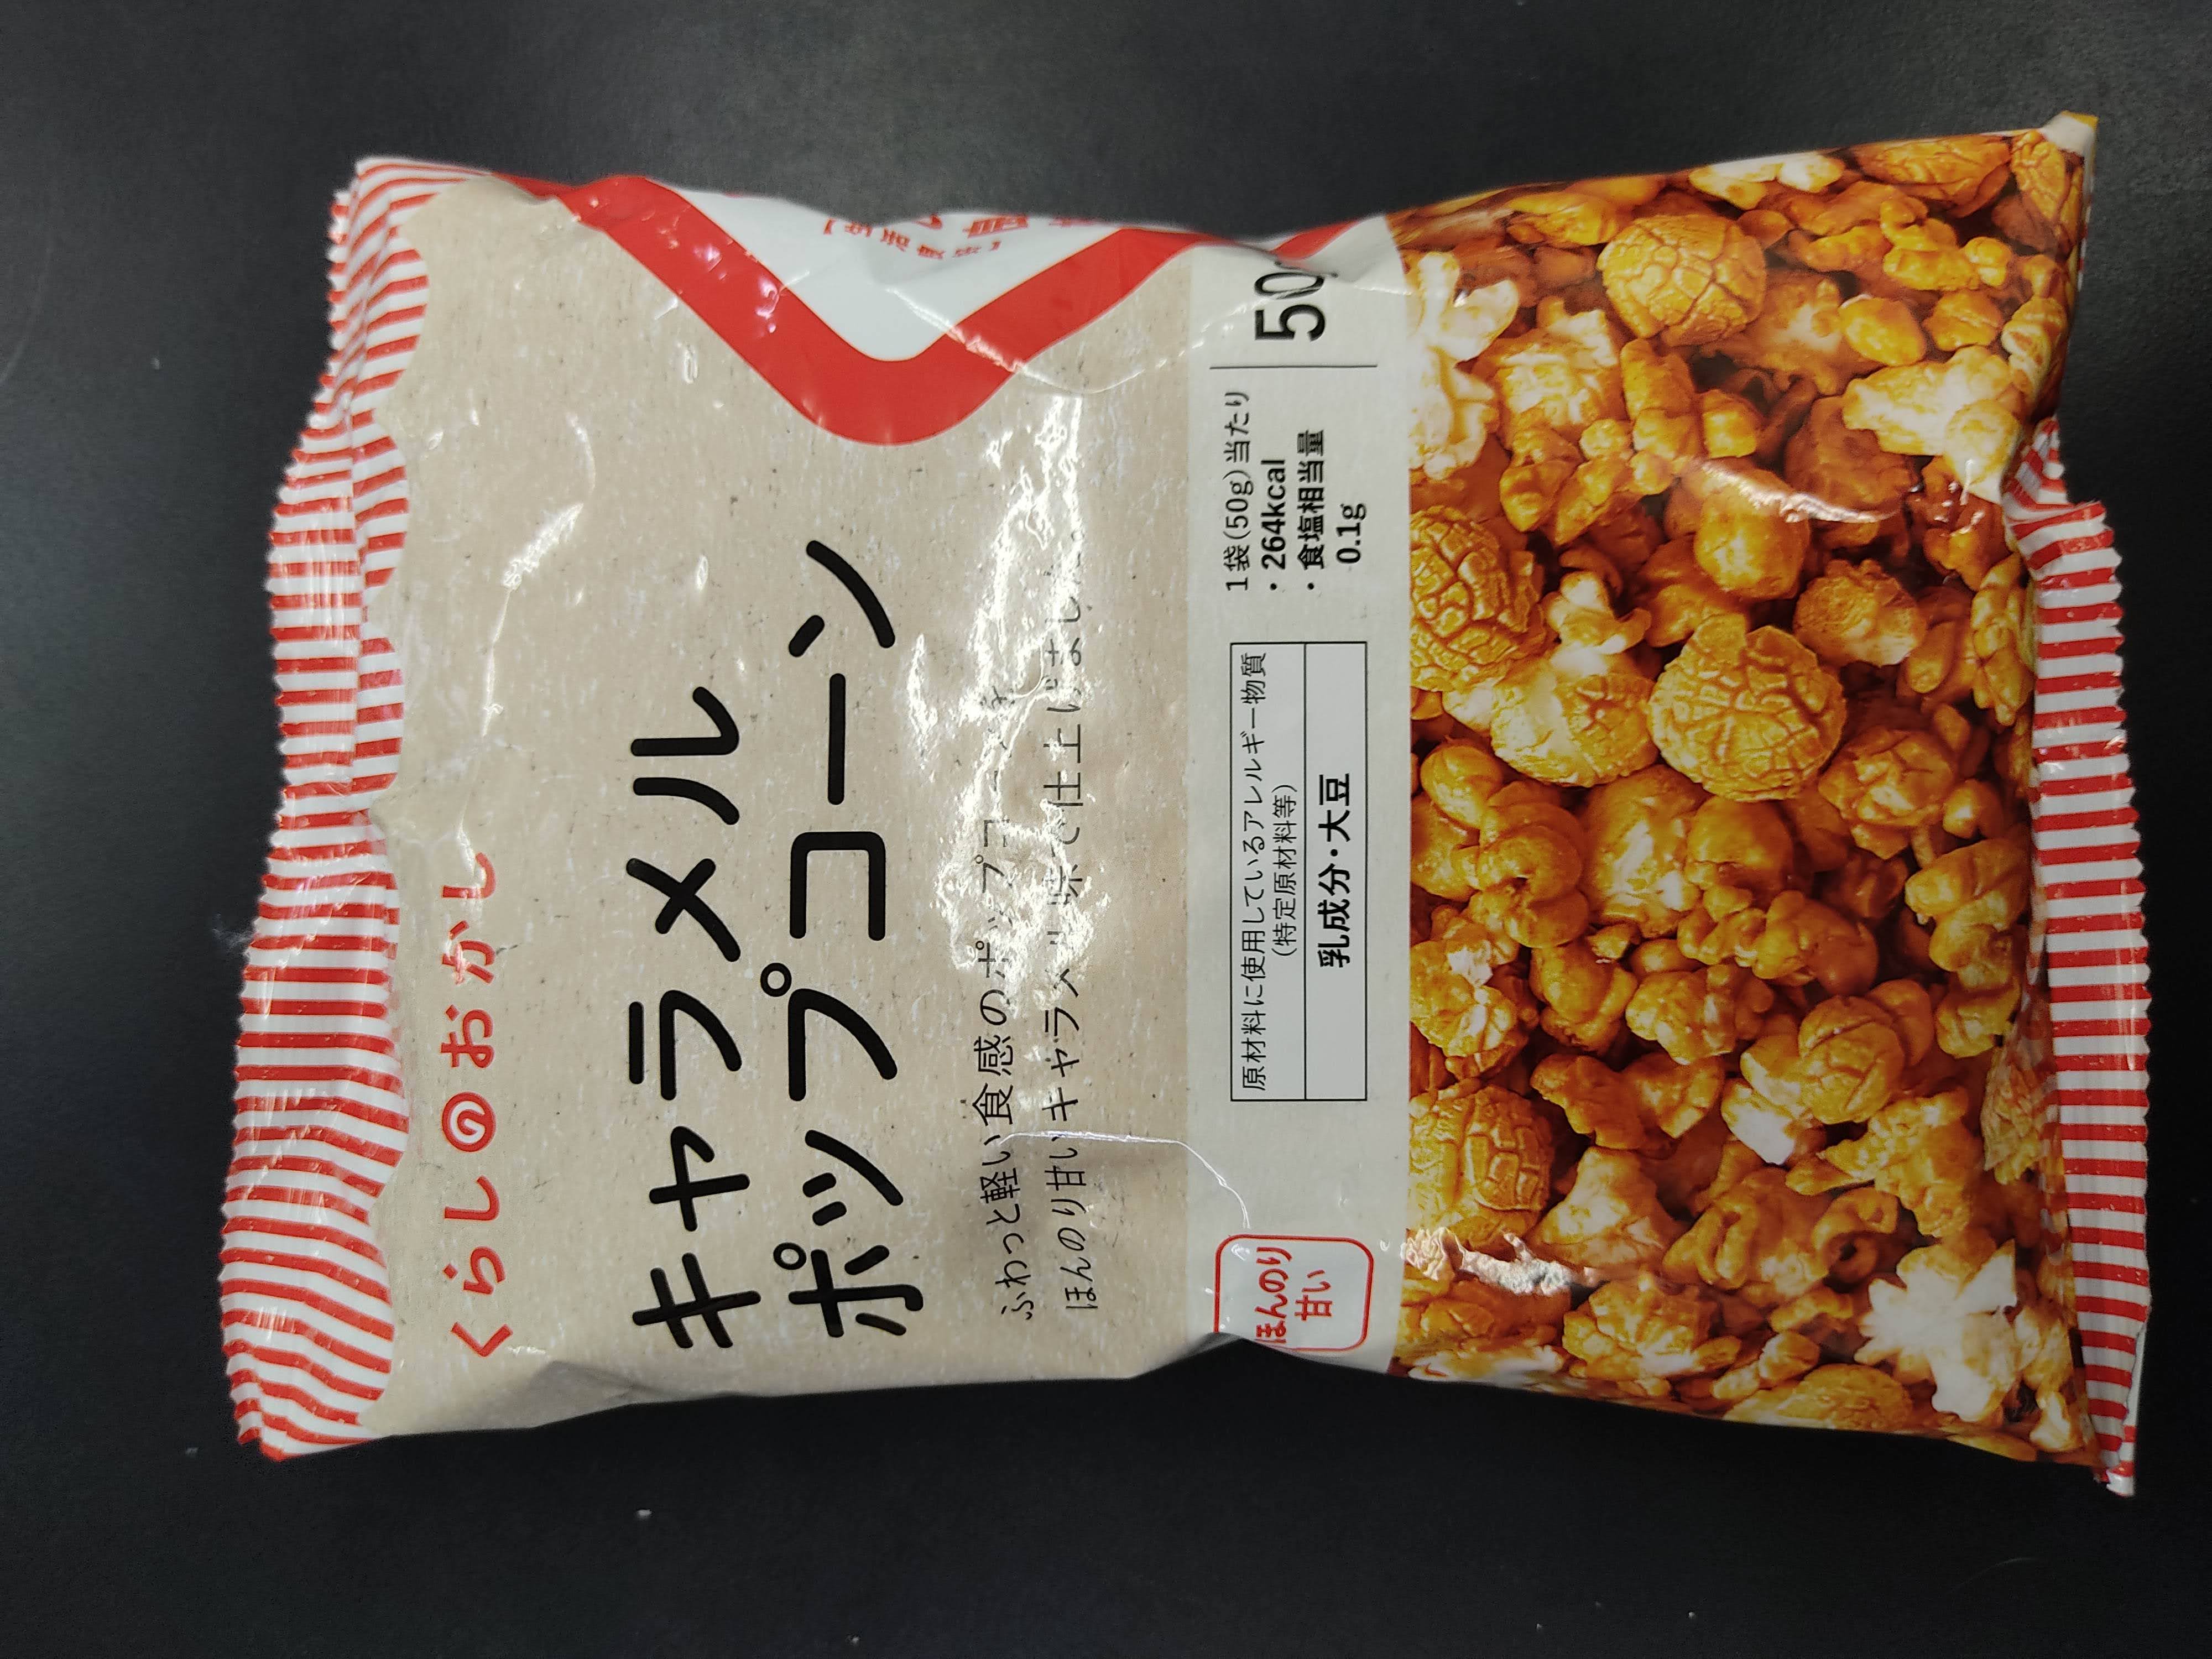 くらしのおかし
キャラメル
ポップコーン
ふわっと軽い食感のポップコーンを
ほんのり甘いキャラメル味で仕上げました。
ほんのり
甘い
原材料に使用しているアレルギー物質
(特定原材料等)
乳成分・大豆
1袋(50g)当たり
・264kcal
・食塩相当量
0.1g
50g